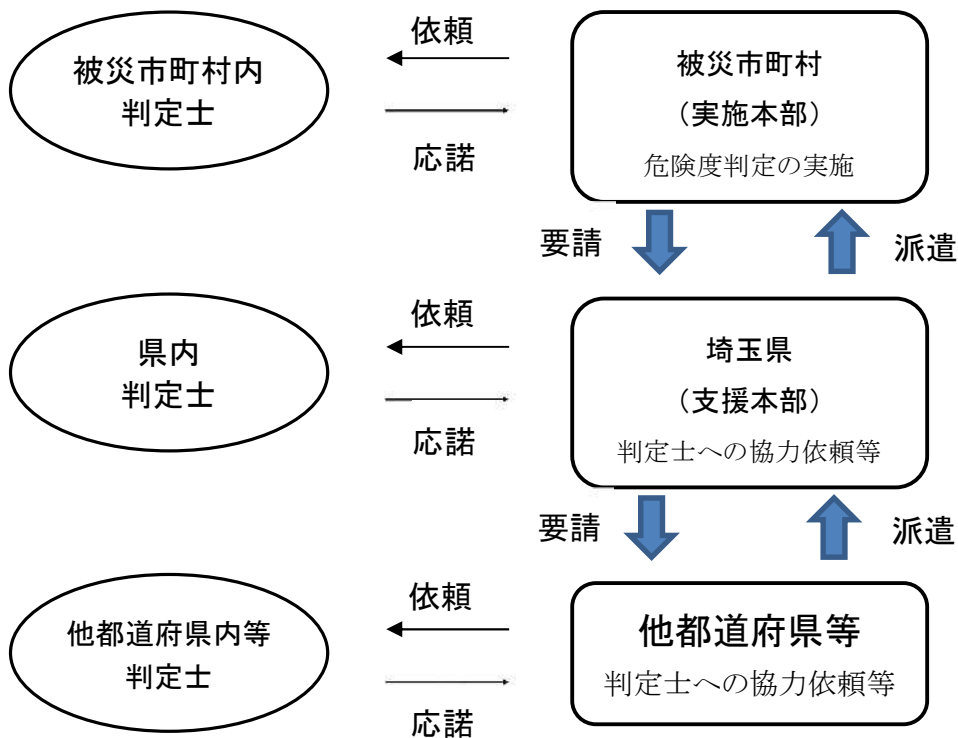 依頼
被災市町村内
判定士
応諾
被災市町村
（実施本部）
危険度判定の実施
要請
派遣
依頼
県内
判定士
応諾
埼玉県
（支援本部）
判定士への協力依頼等
要請
派遣
依頼
他都道府県内等
判定士
応諾
他都道府県等
判定士への協力依頼等